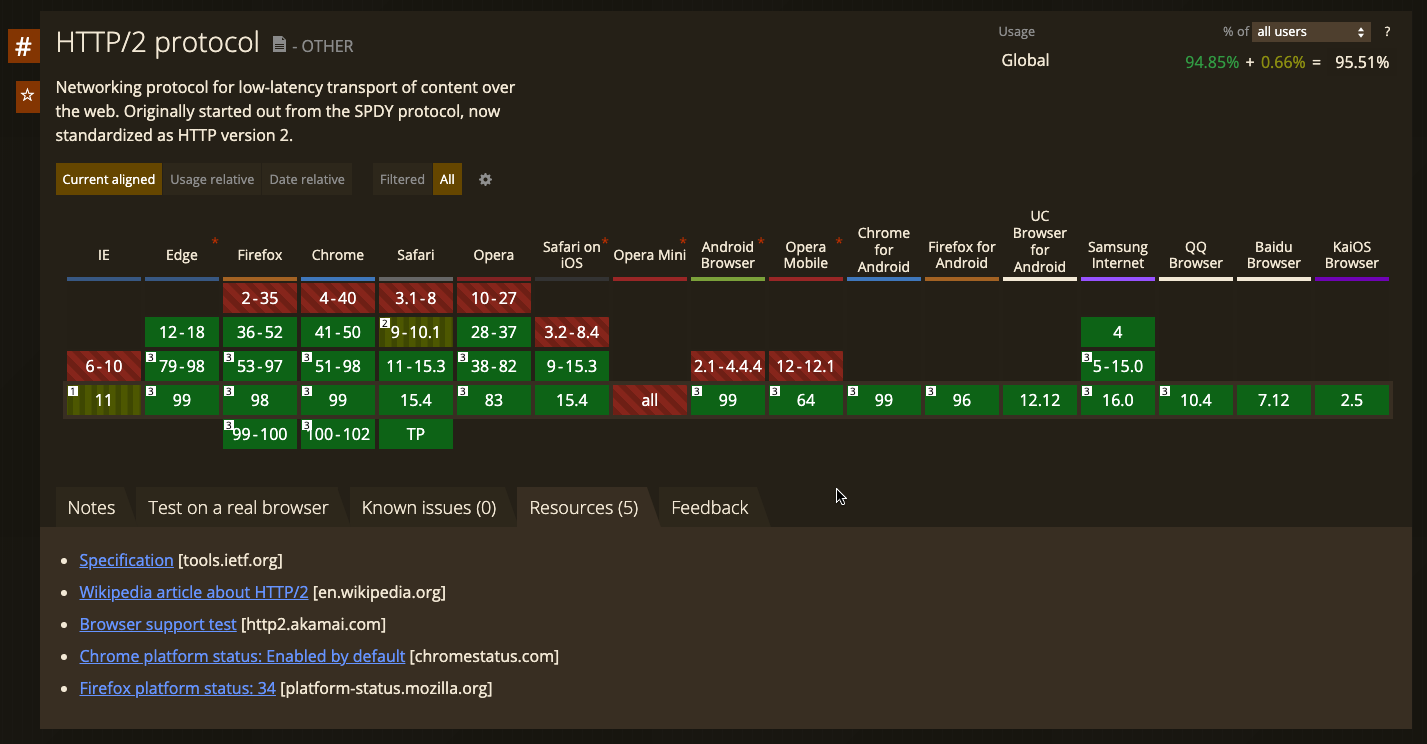 #
HTTP/2 protocol - OTHER
Usage % of all users ?
Global 94.85% + 0.66% = 95.51%
☆
Networking protocol for low-latency transport of content over
the web. Originally started out from the SPDY protocol, now
standardized as HTTP version 2.
Current aligned Usage relative Date relative Filtered All
IE Edge * Firefox Chrome Safari Opera Safari on iOS * Opera Mini * Android Browser * Opera Mobile * Chrome for Android Firefox for Android UC Browser for Android Samsung Internet QQ Browser Baidu Browser KaiOS Browser
2-35 4-40 3.1-8 10-27
12-18 36-52 41-50 2 9-10.1 28-37 3.2-8.4 4
6-10 3 79-98 3 53-97 3 51-98 11-15.3 3 38-82 9-15.3 2.1-4.4.4 12-12.1 3 5-15.0
1 11 3 99 3 98 3 99 15.4 3 83 15.4 all 3 99 3 64 3 99 3 96 12.12 3 16.0 3 10.4 7.12 2.5
3 99-100 3 100-102 TP
Notes Test on a real browser Known issues (0) Resources (5) Feedback
• Specification [tools.ietf.org]
• Wikipedia article about HTTP/2 [en.wikipedia.org]
• Browser support test [http2.akamai.com]
• Chrome platform status: Enabled by default [chromestatus.com]
• Firefox platform status: 34 [platform-status.mozilla.org]